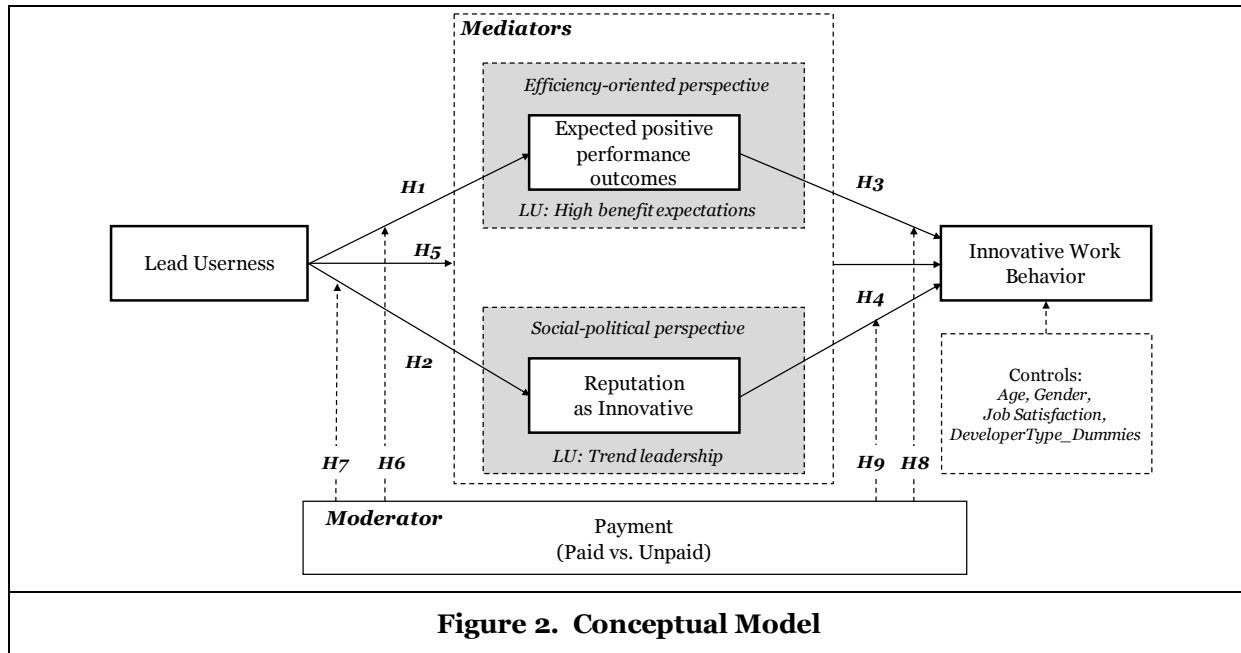 Mediators
Efficiency-oriented perspective
Expected positive
performance
outcomes
LU: High benefit expectations
H1
H3
H5
Lead Userness
Innovative Work
Behavior
H4
Social-political perspective
H2
Reputation
as Innovative
LU: Trend leadership
Controls:
Age, Gender,
Job Satisfaction,
DeveloperType_Dummies
H7
H6
H9
H8
Moderator
Payment
(Paid vs. Unpaid)
Figure 2. Conceptual Model